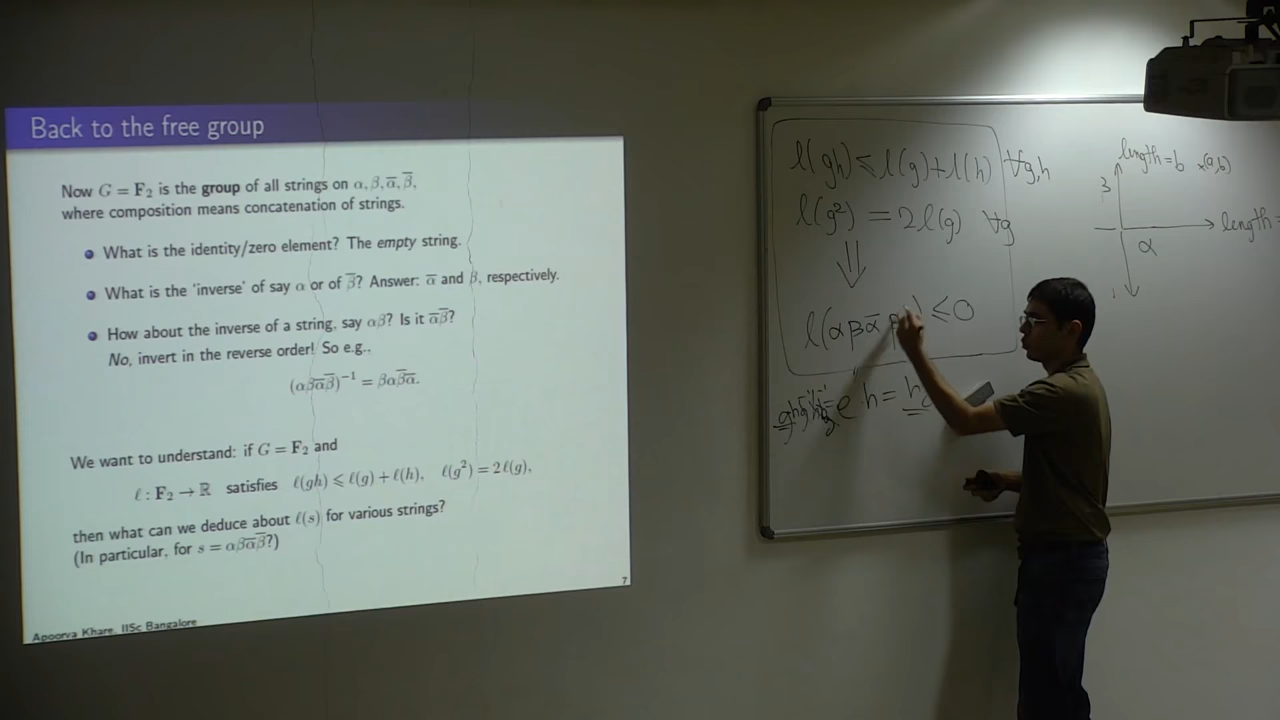 Back to the free group
Now G = F₂ is the group of all strings on α, β, α̅, β̅,
where composition means concatenation of strings.
What is the identity/zero element? The empty string.
What is the 'inverse' of say α or of β̅? Answer: α̅ and β, respectively.
How about the inverse of a string, say αβ? Is it α̅β̅?
No, invert in the reverse order! So e.g.,
(αβα̅β̅)⁻¹ = βαβ̅α̅.
We want to understand: if G = F₂ and
ℓ : F₂ → ℝ satisfies ℓ(gh) ⩽ ℓ(g) + ℓ(h), ℓ(g²) = 2ℓ(g),
then what can we deduce about ℓ(s) for various strings?
(In particular, for s = αβα̅β̅?)
7
Apoorva Khare, IISc Bangalore
l(gh) ≤ l(g)+l(h) ∀g,h
l(g²) = 2l(g) ∀g
⇓
l(αβα̅ ) ≤ 0
e h =
length = b ×(a,b)
3
length =
α